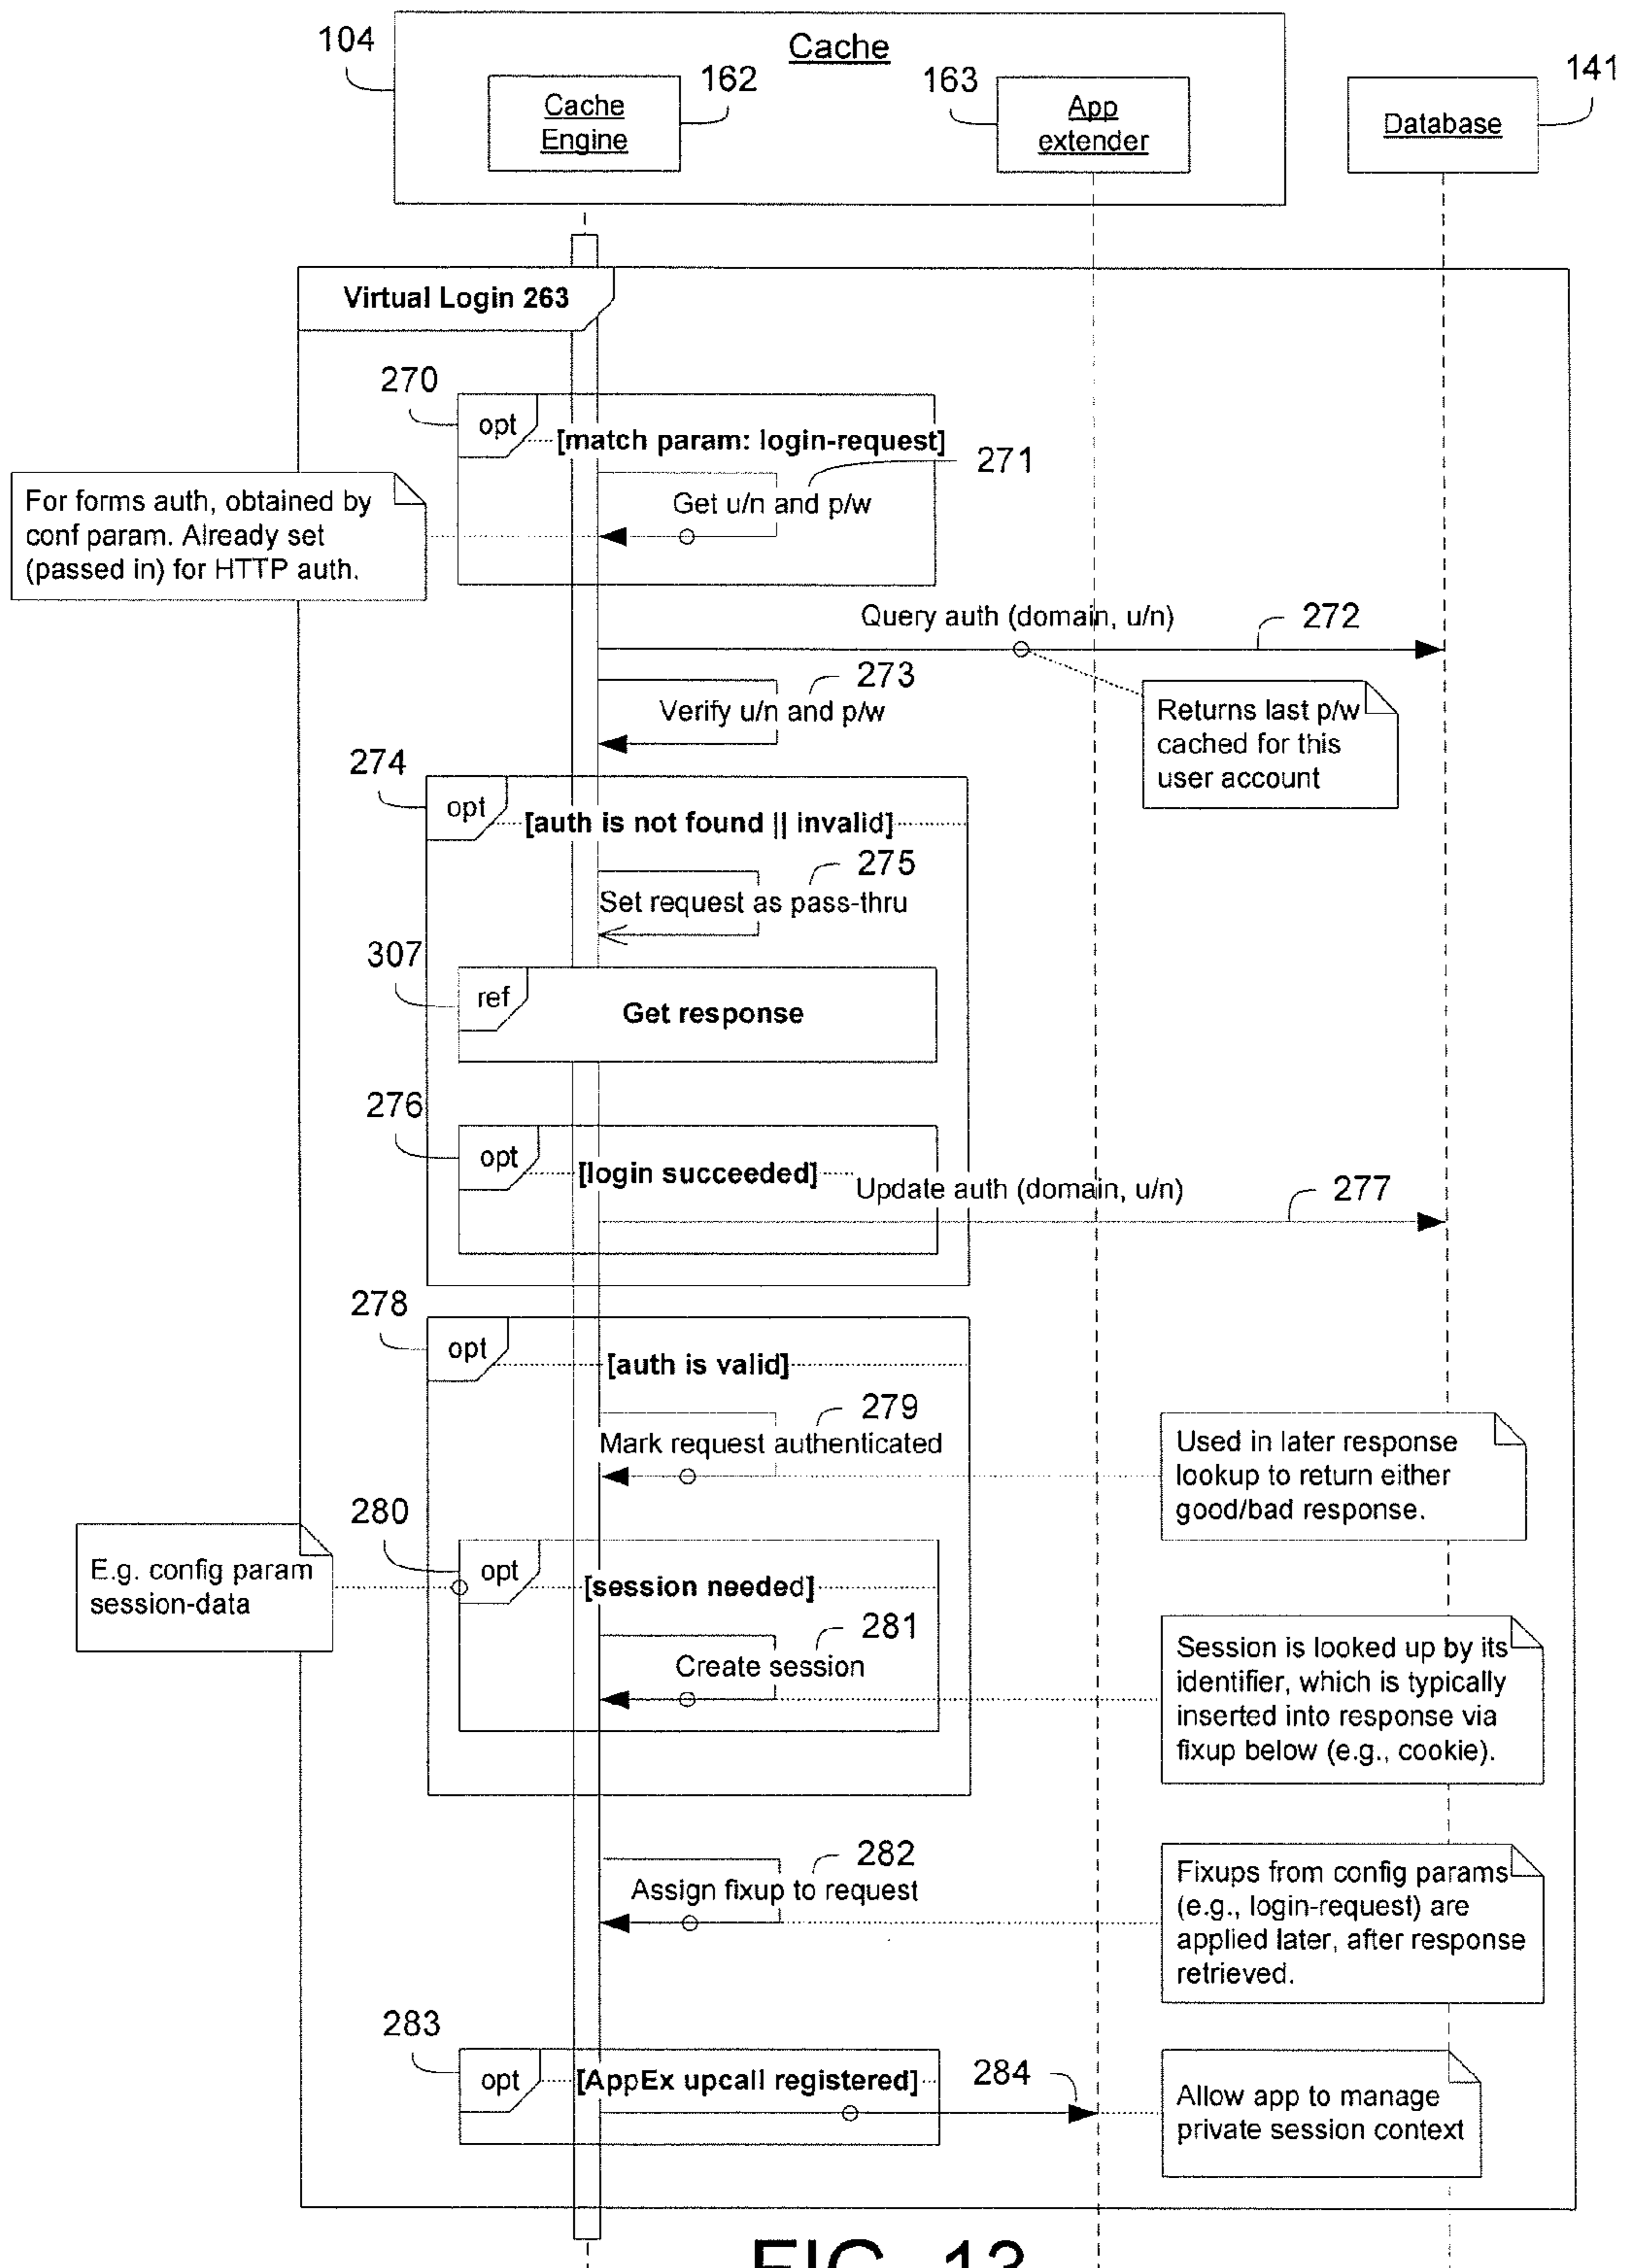 104
Cache
162
163
141
Cache
Engine
App
extender
Database
Virtual Login 263
270
opt
[match param: login-request]
271
Get u/n and p/w
For forms auth, obtained by
conf param. Already set
(passed in) for HTTP auth.
Query auth (domain, u/n)
272
273
Verify u/n and p/w
Returns last p/w
cached for this
user account
274
opt
[auth is not found || invalid]
275
Set request as pass-thru
307
ref
Get response
276
opt
[login succeeded]
Update auth (domain, u/n)
277
278
opt
[auth is valid]
279
Mark request authenticated
Used in later response
lookup to return either
good/bad response.
280
opt
[session needed]
E.g. config param
session-data
281
Create session
Session is looked up by its
identifier, which is typically
inserted into response via
fixup below (e.g., cookie).
282
Assign fixup to request
Fixups from config params
(e.g., login-request) are
applied later, after response
retrieved.
283
opt
[AppEx upcall registered]
284
Allow app to manage
private session context
FIG. 13